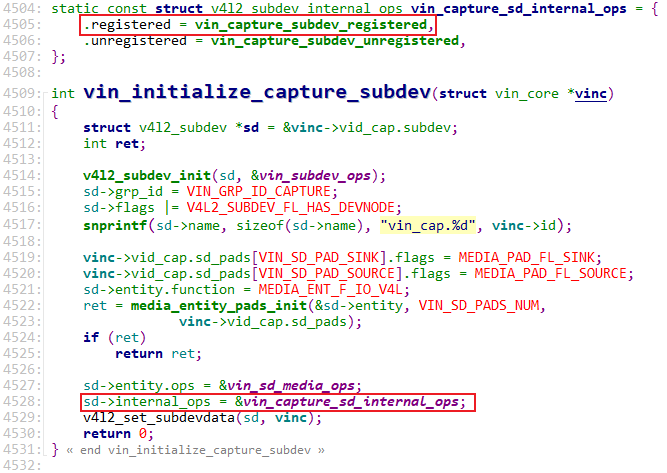 4504: static const struct v4l2_subdev_internal_ops vin_capture_sd_internal_ops = {
4505:     .registered = vin_capture_subdev_registered,
4506:     .unregistered = vin_capture_subdev_unregistered,
4507: };
4508:
4509: int vin_initialize_capture_subdev(struct vin_core *vinc)
4510: {
4511:     struct v4l2_subdev *sd = &vinc->vid_cap.subdev;
4512:     int ret;
4513:
4514:     v4l2_subdev_init(sd, &vin_subdev_ops);
4515:     sd->grp_id = VIN_GRP_ID_CAPTURE;
4516:     sd->flags |= V4L2_SUBDEV_FL_HAS_DEVNODE;
4517:     snprintf(sd->name, sizeof(sd->name), "vin_cap.%d", vinc->id);
4518:
4519:     vinc->vid_cap.sd_pads[VIN_SD_PAD_SINK].flags = MEDIA_PAD_FL_SINK;
4520:     vinc->vid_cap.sd_pads[VIN_SD_PAD_SOURCE].flags = MEDIA_PAD_FL_SOURCE;
4521:     sd->entity.function = MEDIA_ENT_F_IO_V4L;
4522:     ret = media_entity_pads_init(&sd->entity, VIN_SD_PADS_NUM,
4523:                 vinc->vid_cap.sd_pads);
4524:     if (ret)
4525:         return ret;
4526:
4527:     sd->entity.ops = &vin_sd_media_ops;
4528:     sd->internal_ops = &vin_capture_sd_internal_ops;
4529:     v4l2_set_subdevdata(sd, vinc);
4530:     return 0;
4531: } « end vin_initialize_capture_subdev »
4532: